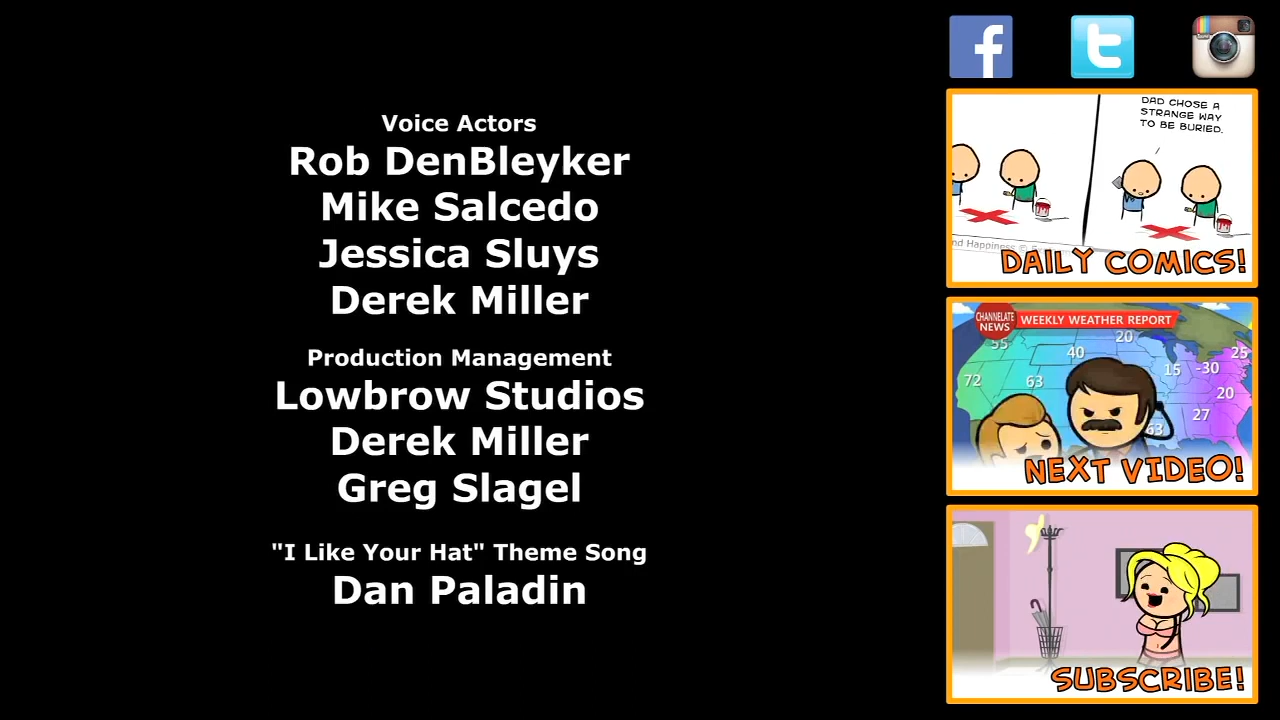 Voice Actors
Rob DenBleyker
Mike Salcedo
Jessica Sluys
Derek Miller
Production Management
Lowbrow Studios
Derek Miller
Greg Slagel
"I Like Your Hat" Theme Song
Dan Paladin
DAD CHOSE A
STRANGE WAY
TO BE BURIED.
nd Happiness ©
DAILY COMICS!
CHANNELATE
NEWS
WEEKLY WEATHER REPORT
55
40
20
25
72
63
15
-30
20
27
63
NEXT VIDEO!
SUBSCRIBE!